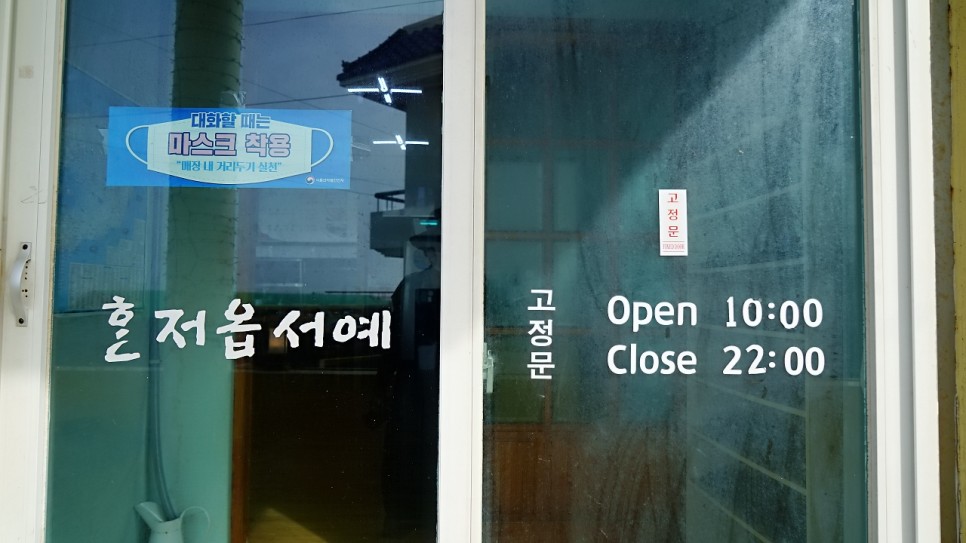 대화할 때는
마스크 착용
"매장 내 거리두기 실천"
혼저옵서예
고정문
고정문
Open 10:00
Close 22:00